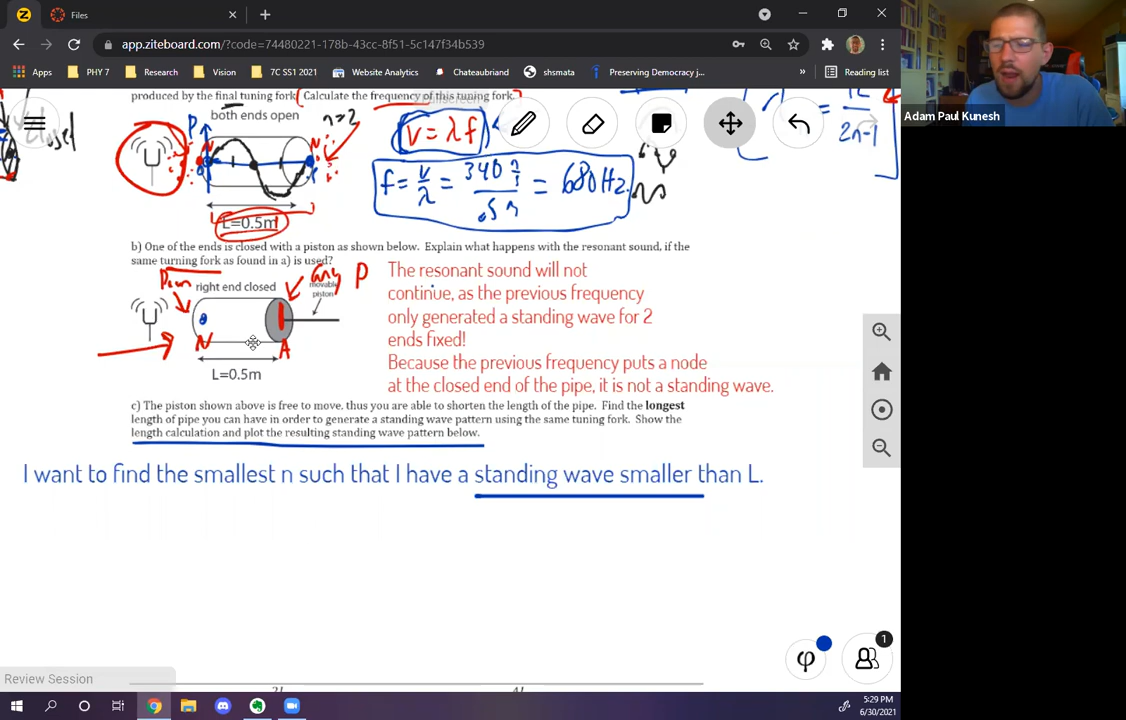 Files
app.ziteboard.com/?code=74480221-178b-43cc-8f51-5c147f34b539
Apps PHY 7 Research Vision 7C SS1 2021 Website Analytics Chateaubriand shsmata Preserving Democracy j... » Reading list
Adam Paul Kunesh
produced by the final tuning fork. Calculate the frequency of this tuning fork.
both ends open
n=2
P
closed
N
N
v = λf
f = v/λ = 340 m/s / .5m = 680 Hz.
= 4L / 2n-1
L=0.5m
b) One of the ends is closed with a piston as shown below. Explain what happens with the resonant sound, if the
same turning fork as found in a) is used?
Patm
right end closed
any P
movable
piston
N
A
L=0.5m
The resonant sound will not
continue, as the previous frequency
only generated a standing wave for 2
ends fixed!
Because the previous frequency puts a node
at the closed end of the pipe, it is not a standing wave.
c) The piston shown above is free to move, thus you are able to shorten the length of the pipe. Find the longest
length of pipe you can have in order to generate a standing wave pattern using the same tuning fork. Show the
length calculation and plot the resulting standing wave pattern below.
I want to find the smallest n such that I have a standing wave smaller than L.
1
Review Session
5:29 PM
6/30/2021